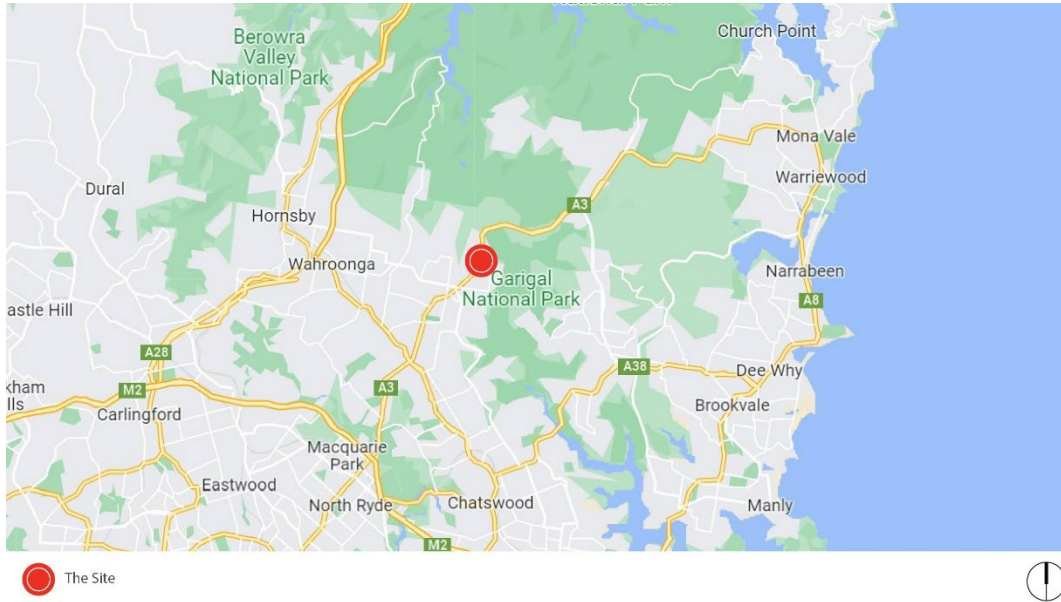 Church Point
Berowra
Valley
National Park
Mona Vale
Warriewood
Dural
A3
Hornsby
Wahroonga
Garigal
National Park
Narrabeen
A8
astle Hill
A28
A38
Dee Why
kham
lls
M2
A3
Brookvale
Carlingford
Macquarie
Park
Eastwood
North Ryde
Chatswood
Manly
M2
The Site